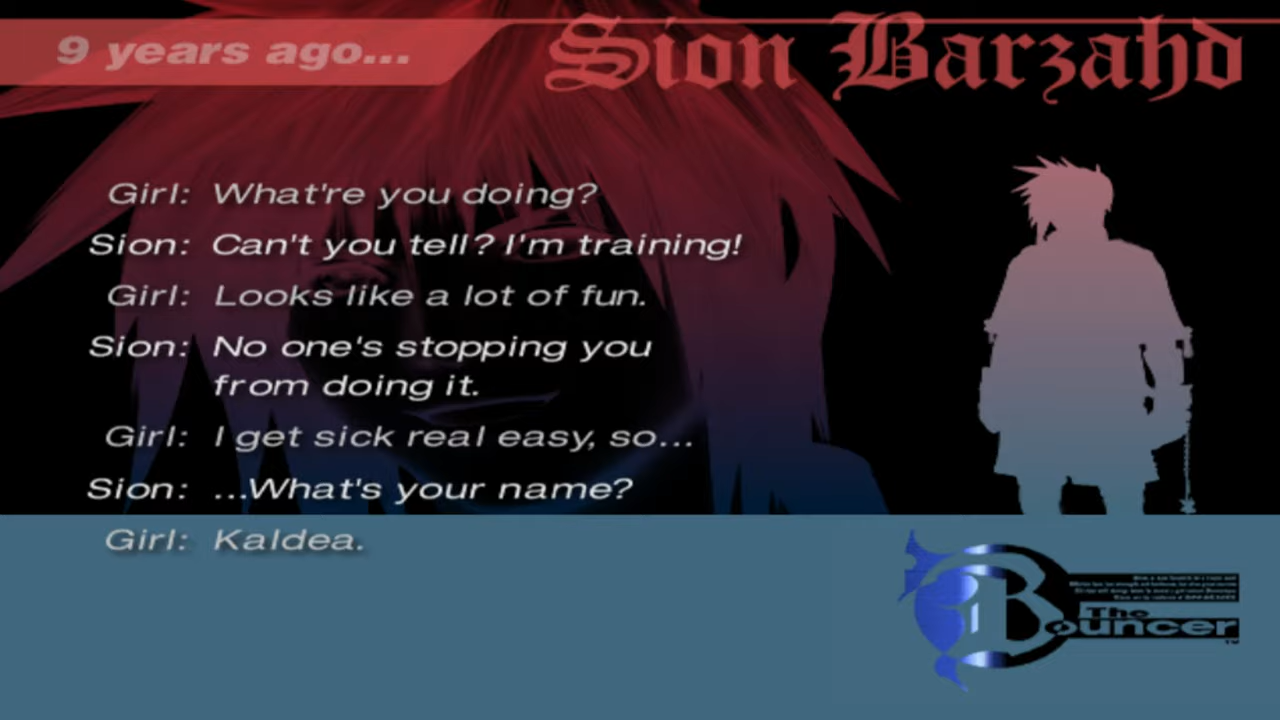 9 years ago...
Sion Barzahd
Girl: What're you doing?
Sion: Can't you tell? I'm training!
Girl: Looks like a lot of fun.
Sion: No one's stopping you
from doing it.
Girl: I get sick real easy, so...
Sion: ...What's your name?
Girl: Kaldea.
The
Bouncer
TM